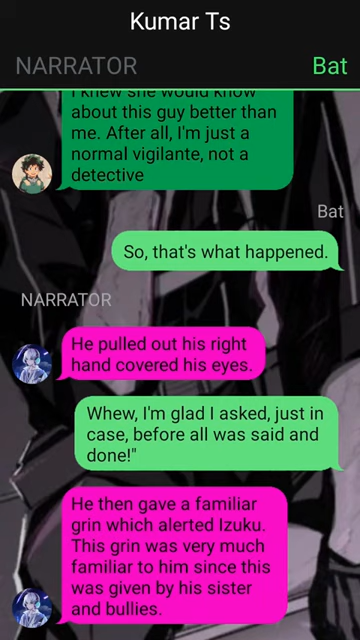 Kumar Ts
NARRATOR
Bat
I knew she would know
about this guy better than
me. After all, I'm just a
normal vigilante, not a
detective
Bat
So, that's what happened.
NARRATOR
He pulled out his right
hand covered his eyes.
Whew, I'm glad I asked, just in
case, before all was said and
done!"
He then gave a familiar
grin which alerted Izuku.
This grin was very much
familiar to him since this
was given by his sister
and bullies.